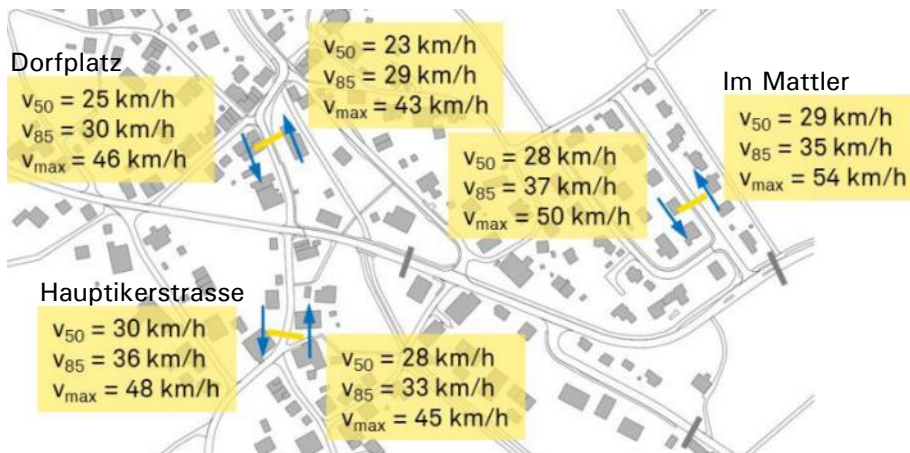 Dorfplatz
v50 = 25 km/h
v85 = 30 km/h
vmax = 46 km/h
v50 = 23 km/h
v85 = 29 km/h
vmax = 43 km/h
v50 = 28 km/h
v85 = 37 km/h
vmax = 50 km/h
Im Mattler
v50 = 29 km/h
v85 = 35 km/h
vmax = 54 km/h
Hauptikerstrasse
v50 = 30 km/h
v85 = 36 km/h
vmax = 48 km/h
v50 = 28 km/h
v85 = 33 km/h
vmax = 45 km/h